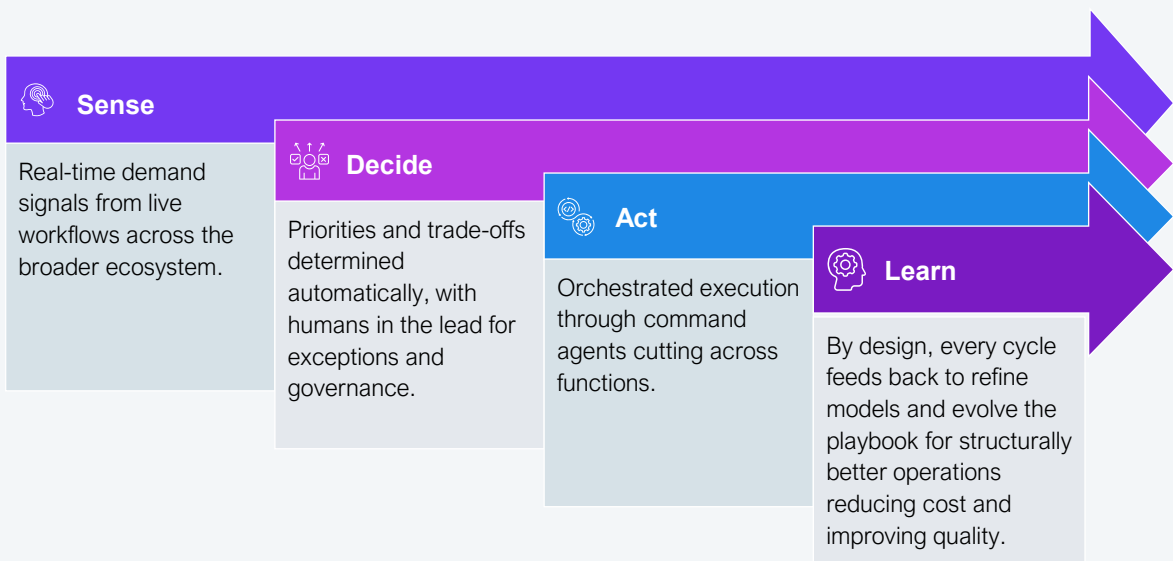 Sense
Real-time demand
signals from live
workflows across the
broader ecosystem.
Decide
Priorities and trade-offs
determined
automatically, with
humans in the lead for
exceptions and
governance.
Act
Orchestrated execution
through command
agents cutting across
functions.
Learn
By design, every cycle
feeds back to refine
models and evolve the
playbook for structurally
better operations
reducing cost and
improving quality.